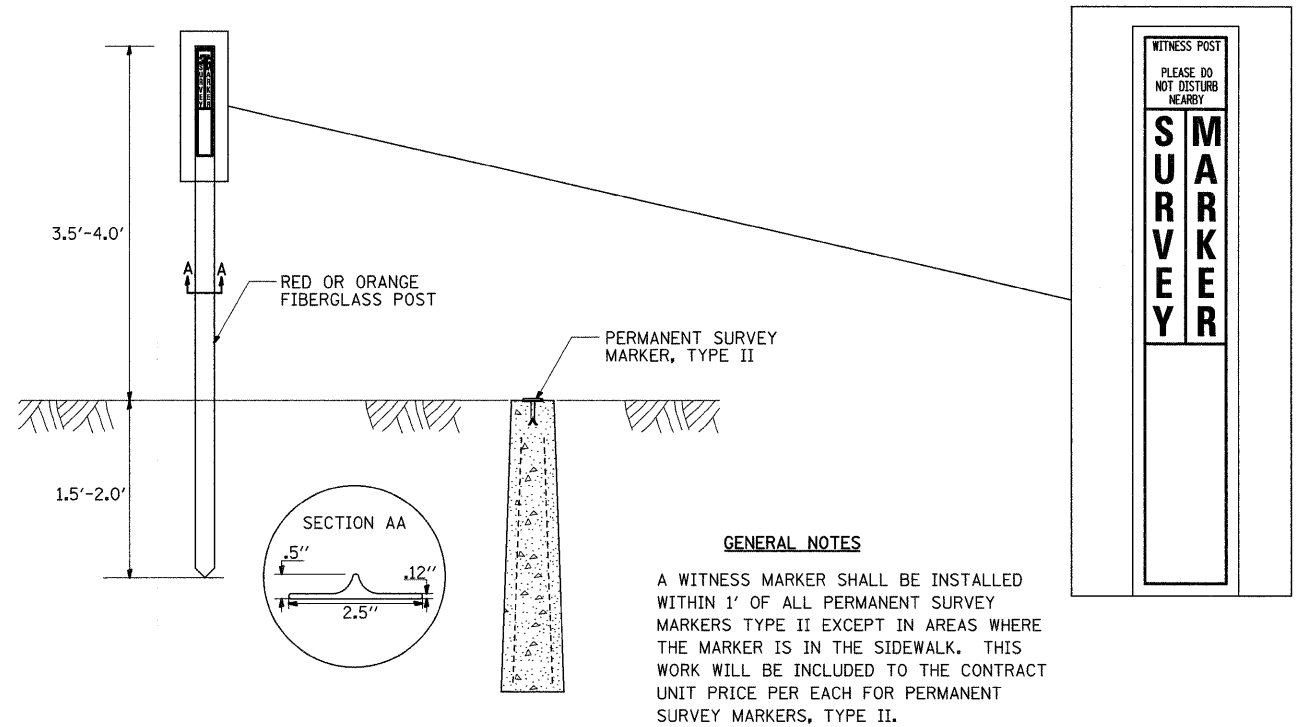 3.5'-4.0'
A A
RED OR ORANGE
FIBERGLASS POST
PERMANENT SURVEY
MARKER, TYPE II
1.5'-2.0'
SECTION AA
.5''
.12''
2.5''
WITNESS POST
PLEASE DO
NOT DISTURB
NEARBY
SURVEY
MARKER
GENERAL NOTES
A WITNESS MARKER SHALL BE INSTALLED
WITHIN 1' OF ALL PERMANENT SURVEY
MARKERS TYPE II EXCEPT IN AREAS WHERE
THE MARKER IS IN THE SIDEWALK. THIS
WORK WILL BE INCLUDED TO THE CONTRACT
UNIT PRICE PER EACH FOR PERMANENT
SURVEY MARKERS, TYPE II.